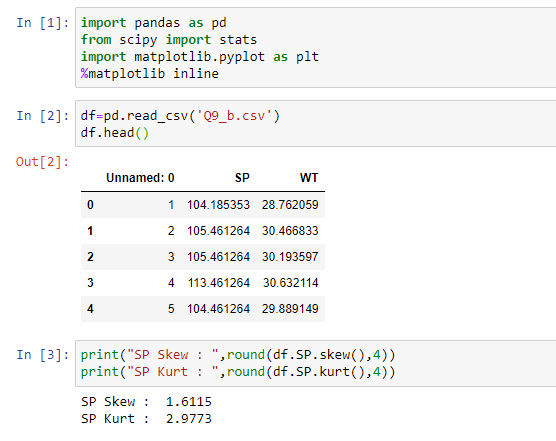 In [1]: import pandas as pd
from scipy import stats
import matplotlib.pyplot as plt
%matplotlib inline
In [2]: df=pd.read_csv('Q9_b.csv')
df.head()
Out[2]:
Unnamed: 0 SP WT
0 1 104.185353 28.762059
1 2 105.461264 30.466833
2 3 105.461264 30.193597
3 4 113.461264 30.632114
4 5 104.461264 29.889149
In [3]: print("SP Skew : ",round(df.SP.skew(),4))
print("SP Kurt : ",round(df.SP.kurt(),4))
SP Skew :  1.6115
SP Kurt :  2.9773